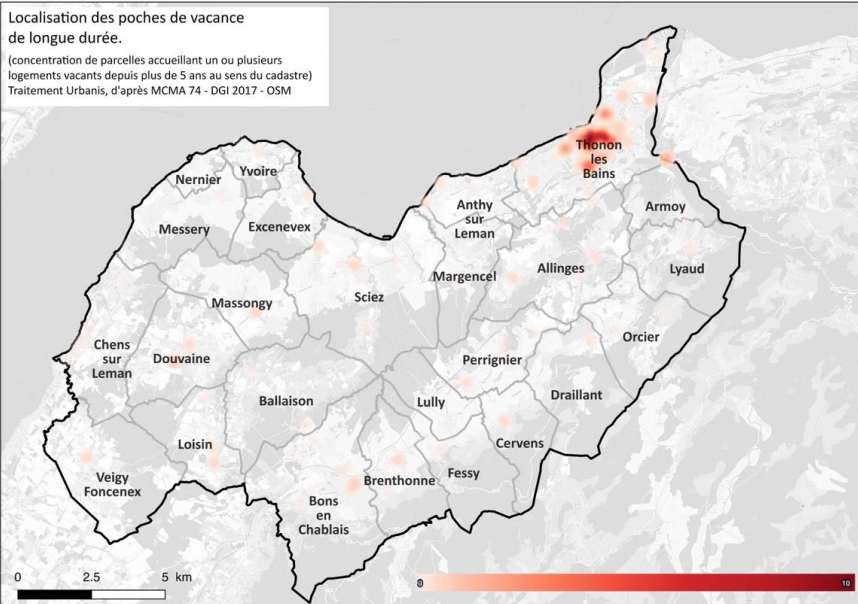 Localisation des poches de vacance
de longue durée.
(concentration de parcelles accueillant un ou plusieurs
logements vacants depuis plus de 5 ans au sens du cadastre)
Traitement Urbanis, d'après MCMA 74 - DGI 2017 - OSM
Thonon
les
Bains
Yvoire
Nernier
Anthy
sur
Leman
Armoy
Messery
Excenevex
Margencel
Allinges
Lyaud
Massongy
Sciez
Chens
sur
Leman
Douvaine
Perrignier
Orcier
Ballaison
Lully
Draillant
Loisin
Cervens
Veigy
Foncenex
Brenthonne
Fessy
Bons
en
Chablais
0 2.5 5 km
0 10